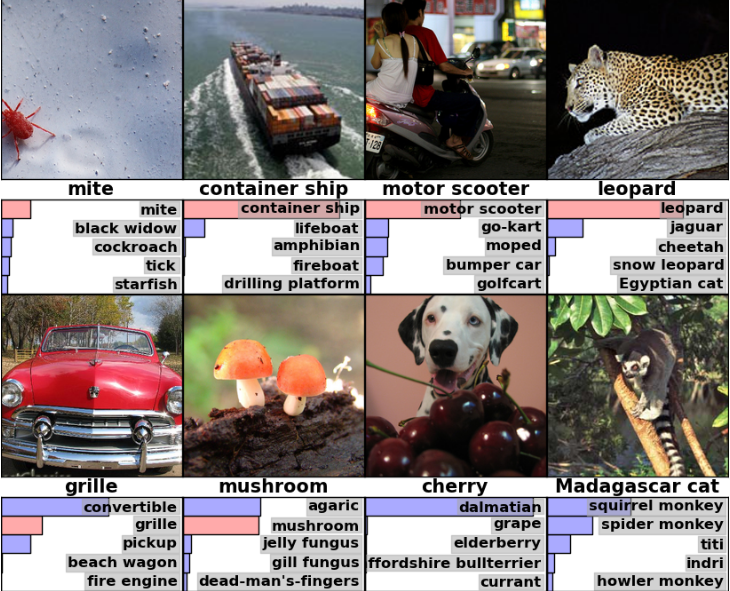 mite
container ship
motor scooter
leopard
mite
black widow
cockroach
tick
starfish
container ship
lifeboat
amphibian
fireboat
drilling platform
motor scooter
go-kart
moped
bumper car
golfcart
leopard
jaguar
cheetah
snow leopard
Egyptian cat
grille
mushroom
cherry
Madagascar cat
convertible
grille
pickup
beach wagon
fire engine
agaric
mushroom
jelly fungus
gill fungus
dead-man's-fingers
dalmatian
grape
elderberry
ffordshire bullterrier
currant
squirrel monkey
spider monkey
titi
indri
howler monkey